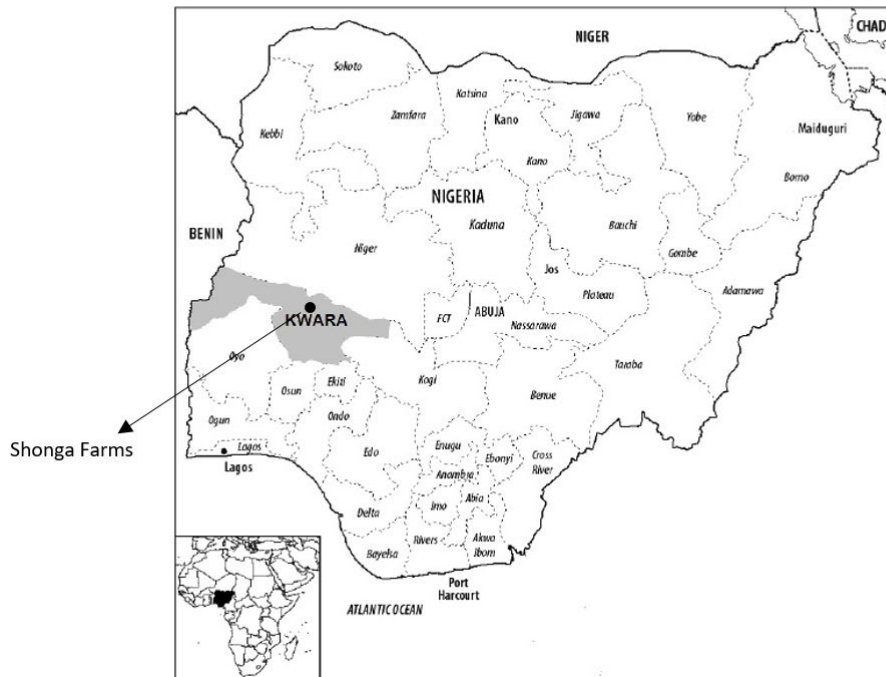 NIGER
CHAD
Sokoto
Katsina
Kano
Jigawa
Yobe
Zamfara
Kebbi
Maiduguri
Kano
Borno
NIGERIA
BENIN
Kaduna
Bauchi
Niger
Gombe
Jos
Adamawa
Plateau
KWARA
FCT
ABUJA
Nassarawa
Oyo
Taraba
Kogi
Ekizi
Osun
Benue
Ondo
Ogun
Shonga Farms
Lagos
Lagos
Edo
Enugu
Ebonyi
Cross
River
Anambra
Abia
Imo
Delta
Rivers
Akwa
Ibom
Bayelsa
Port
Harcourt
ATLANTIC OCEAN